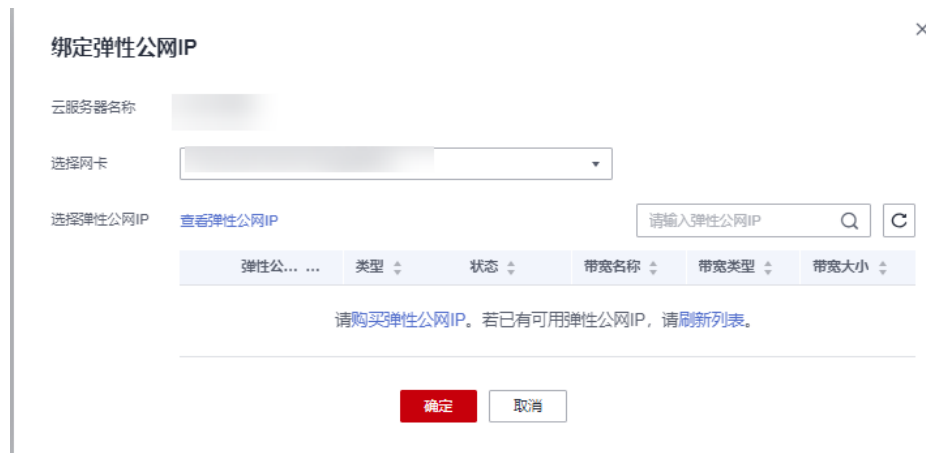 绑定弹性公网IP
云服务器名称
选择网卡
选择弹性公网IP 查看弹性公网IP 请输入弹性公网IP
弹性公... ... 类型 状态 带宽名称 带宽类型 带宽大小
请购买弹性公网IP。若已有可用弹性公网IP，请刷新列表。
确定 取消